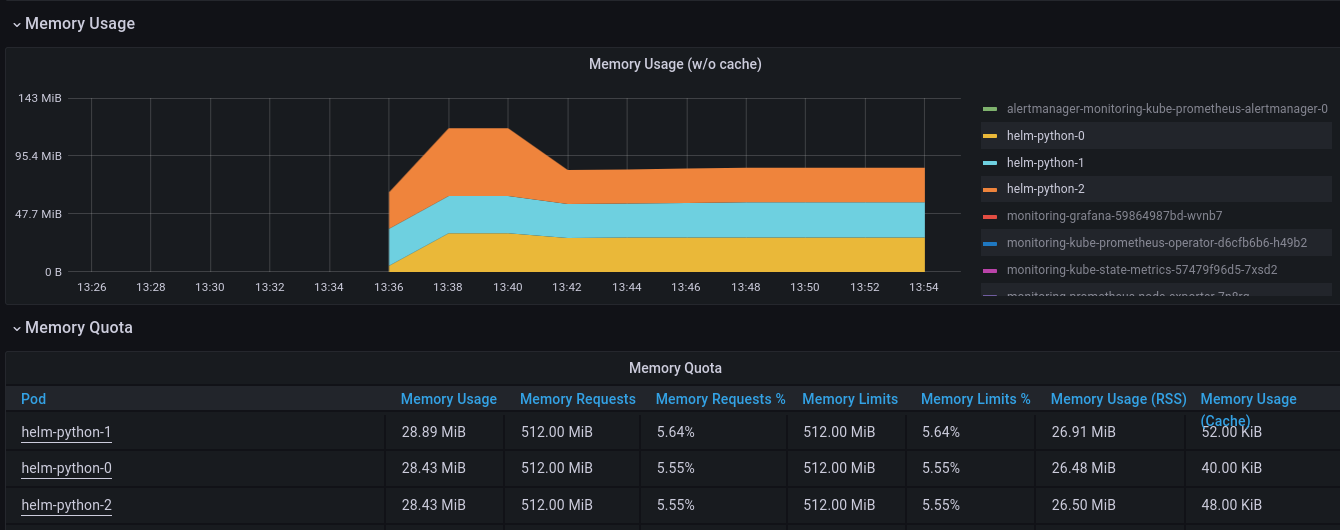 Memory Usage
Memory Usage (w/o cache)
143 MiB
95.4 MiB
47.7 MiB
0 B
13:26 13:28 13:30 13:32 13:34 13:36 13:38 13:40 13:42 13:44 13:46 13:48 13:50 13:52 13:54
alertmanager-monitoring-kube-prometheus-alertmanager-0
helm-python-0
helm-python-1
helm-python-2
monitoring-grafana-59864987bd-wvnb7
monitoring-kube-prometheus-operator-d6cfb6b6-h49b2
monitoring-kube-state-metrics-57479f96d5-7xsd2
Memory Quota
Memory Quota
Pod Memory Usage Memory Requests Memory Requests % Memory Limits Memory Limits % Memory Usage (RSS) Memory Usage
(Cache)
helm-python-1 28.89 MiB 512.00 MiB 5.64% 512.00 MiB 5.64% 26.91 MiB 52.00 KiB
helm-python-0 28.43 MiB 512.00 MiB 5.55% 512.00 MiB 5.55% 26.48 MiB 40.00 KiB
helm-python-2 28.43 MiB 512.00 MiB 5.55% 512.00 MiB 5.55% 26.50 MiB 48.00 KiB